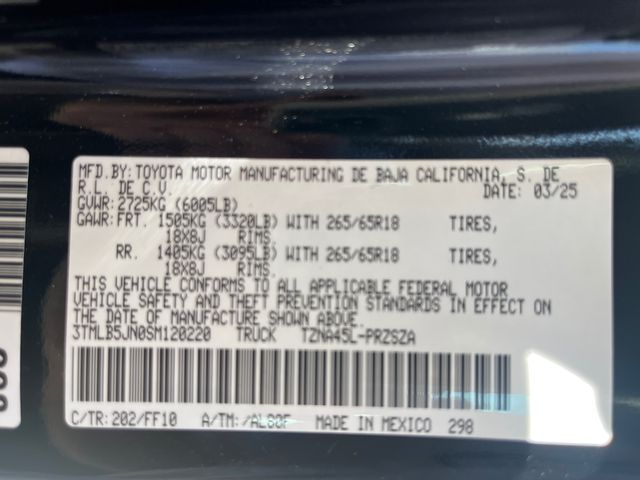 MFD.BY: TOYOTA MOTOR MANUFACTURING DE BAJA CALIFORNIA, S. DE
R.L. DE C.V. DATE: 03/25
GVWR: 2725KG (6005LB)
GAWR: FRT. 1505KG (3320LB) WITH 265/65R18 TIRES,
18X8J RIMS.
RR. 1405KG (3095LB) WITH 265/65R18 TIRES,
18X8J RIMS.
THIS VEHICLE CONFORMS TO ALL APPLICABLE FEDERAL MOTOR
VEHICLE SAFETY AND THEFT PREVENTION STANDARDS IN EFFECT ON
THE DATE OF MANUFACTURE SHOWN ABOVE.
3TMLB5JN0SM120220 TRUCK TZNA45L-PRZSZA
C/TR: 202/FF10 A/TM: MADE IN MEXICO 298